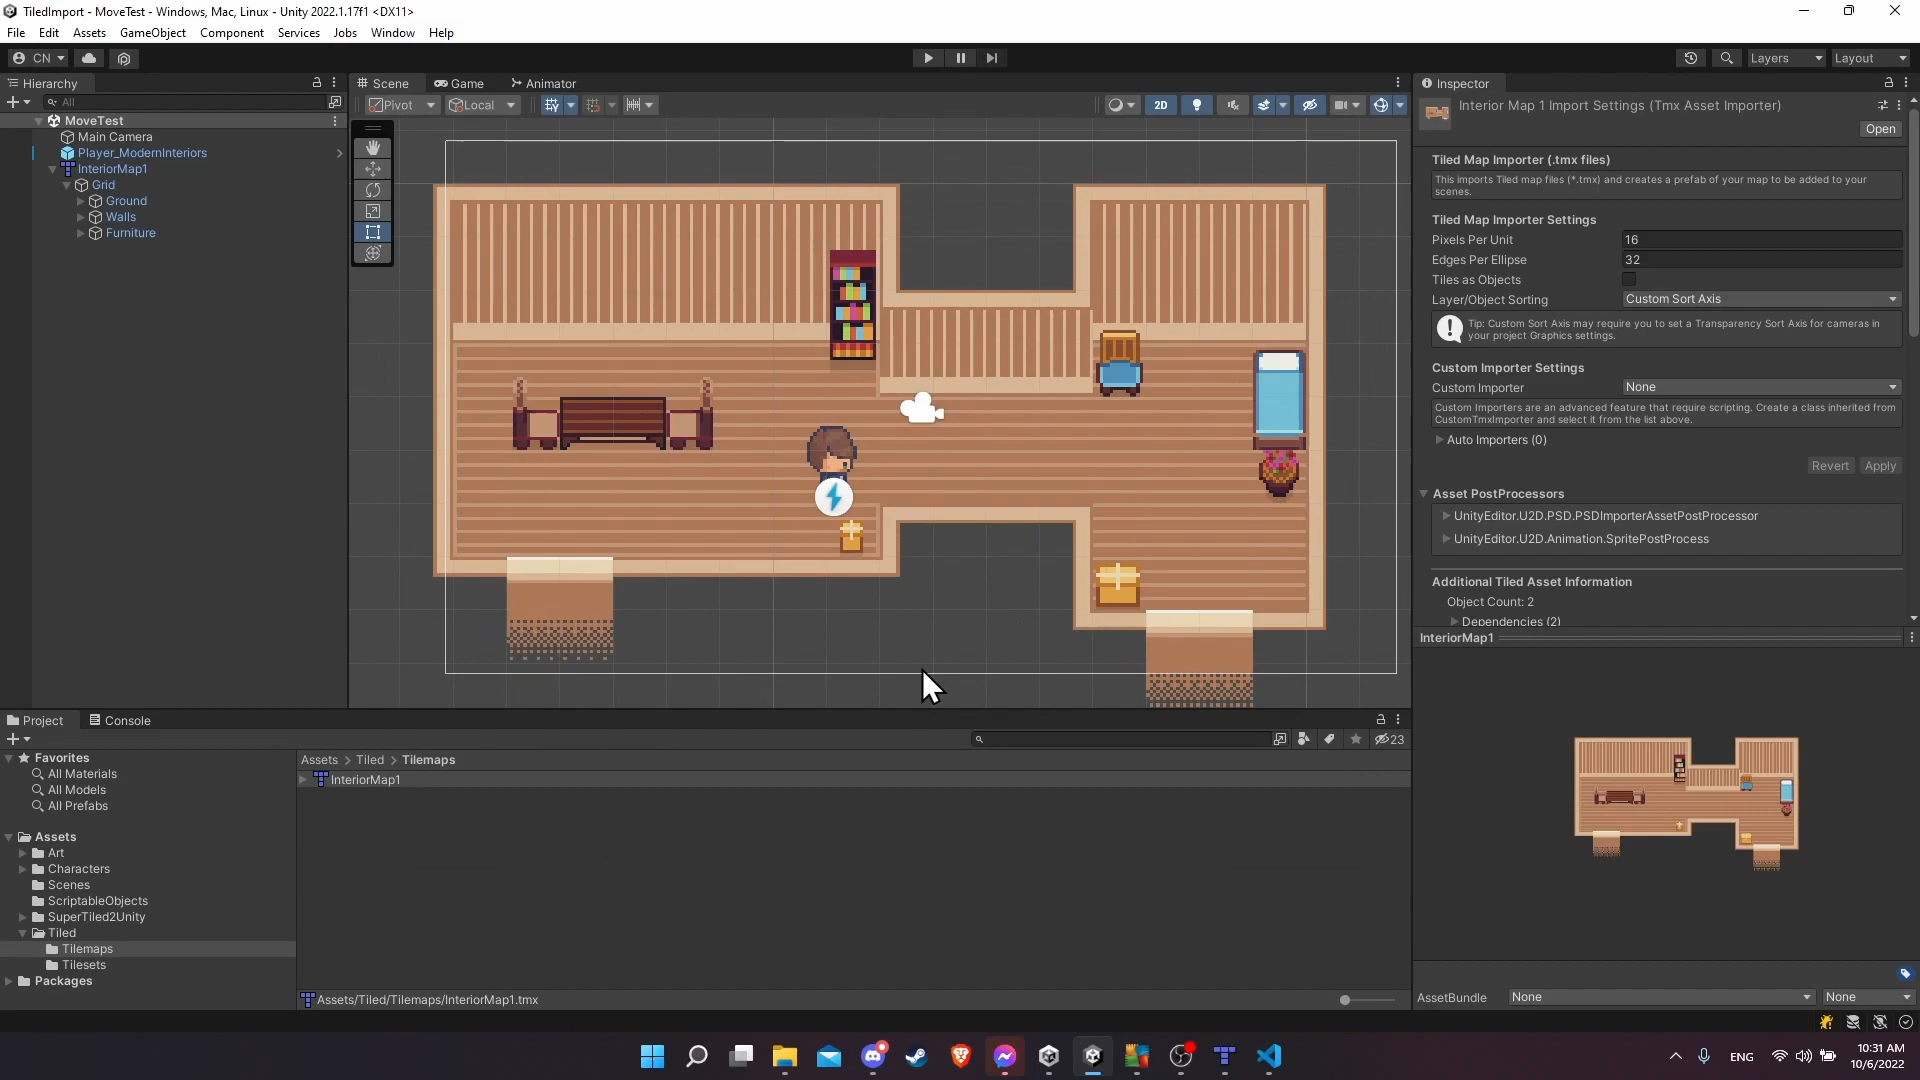 TiledImport - MoveTest - Windows, Mac, Linux - Unity 2022.1.17f1 <DX11>
File Edit Assets GameObject Component Services Jobs Window Help
CN
Layers
Layout
Hierarchy
All
MoveTest
Main Camera
Player_ModernInteriors
InteriorMap1
Grid
Ground
Walls
Furniture
Scene
Game
Animator
Pivot
Local
2D
Inspector
Interior Map 1 Import Settings (Tmx Asset Importer)
Open
Tiled Map Importer (.tmx files)
This imports Tiled map files (*.tmx) and creates a prefab of your map to be added to your
scenes.
Tiled Map Importer Settings
Pixels Per Unit 16
Edges Per Ellipse 32
Tiles as Objects
Layer/Object Sorting Custom Sort Axis
Tip: Custom Sort Axis may require you to set a Transparency Sort Axis for cameras in
your project Graphics settings.
Custom Importer Settings
Custom Importer None
Custom Importers are an advanced feature that require scripting. Create a class inherited from
CustomTmxImporter and select it from the list above.
Auto Importers (0)
Revert Apply
Asset PostProcessors
UnityEditor.U2D.PSD.PSDImporterAssetPostProcessor
UnityEditor.U2D.Animation.SpritePostProcess
Additional Tiled Asset Information
Object Count: 2
Dependencies (2)
InteriorMap1
AssetBundle None None
Project
Console
23
Favorites
All Materials
All Models
All Prefabs
Assets
Art
Characters
Scenes
ScriptableObjects
SuperTiled2Unity
Tiled
Tilemaps
Tilesets
Packages
Assets > Tiled > Tilemaps
InteriorMap1
Assets/Tiled/Tilemaps/InteriorMap1.tmx
ENG
10:31 AM
10/6/2022